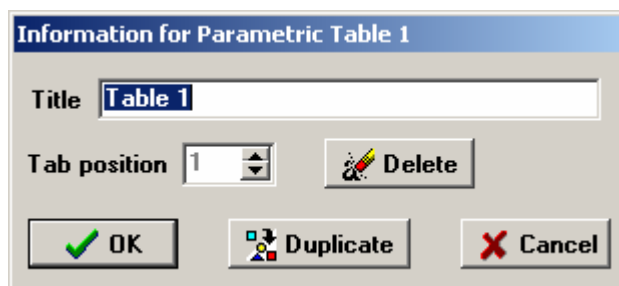 Information for Parametric Table 1
Title Table 1
Tab position 1 Delete
OK Duplicate Cancel